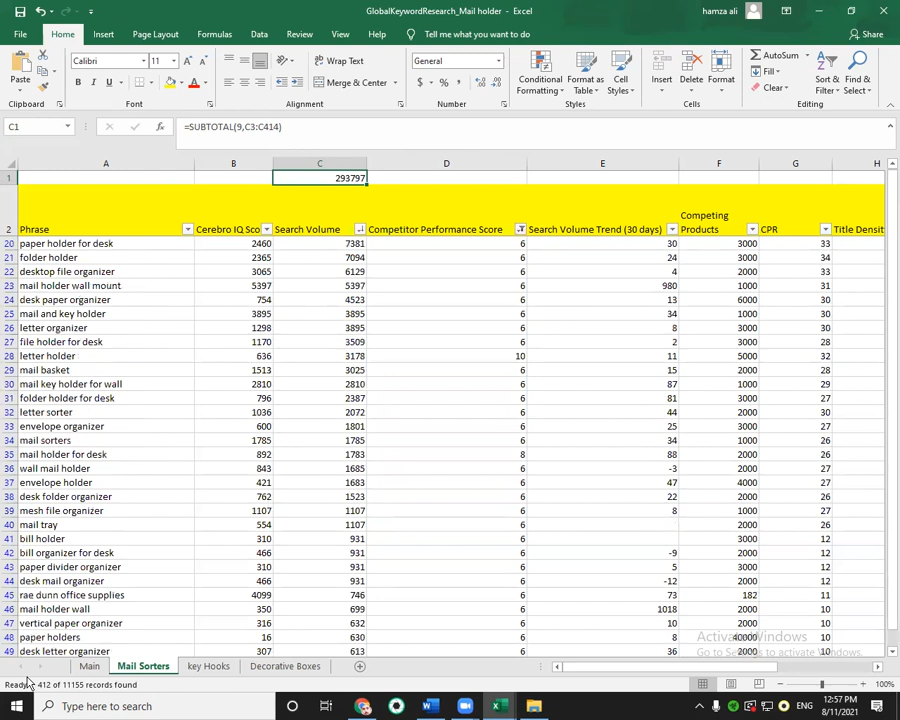 GlobalKeywordResearch_Mail holder - Excel
hamza ali
File Home Insert Page Layout Formulas Data Review View Help Tell me what you want to do Share
Paste Calibri 11 Wrap Text General Conditional Formatting Format as Table Cell Styles Insert Delete Format AutoSum Fill Clear Sort & Filter Find & Select
Merge & Center
Clipboard Font Alignment Number Styles Cells Editing
C1 =SUBTOTAL(9,C3:C414)
A B C D E F G H
1 293797
2 Phrase Cerebro IQ Sco Search Volume Competitor Performance Score Search Volume Trend (30 days) Competing Products CPR Title Densit
20 paper holder for desk 2460 7381 6 30 3000 33
21 folder holder 2365 7094 6 24 3000 34
22 desktop file organizer 3065 6129 6 4 2000 33
23 mail holder wall mount 5397 5397 6 980 1000 31
24 desk paper organizer 754 4523 6 13 6000 30
25 mail and key holder 3895 3895 6 34 1000 30
26 letter organizer 1298 3895 6 8 3000 30
27 file holder for desk 1170 3509 6 2 3000 28
28 letter holder 636 3178 10 11 5000 32
29 mail basket 1513 3025 6 15 2000 28
30 mail key holder for wall 2810 2810 6 87 1000 29
31 folder holder for desk 796 2387 6 81 3000 27
32 letter sorter 1036 2072 6 44 2000 30
33 envelope organizer 600 1801 6 25 3000 27
34 mail sorters 1785 1785 6 34 1000 26
35 mail holder for desk 892 1783 8 88 2000 26
36 wall mail holder 843 1685 6 -3 2000 27
37 envelope holder 421 1683 6 47 4000 27
38 desk folder organizer 762 1523 6 22 2000 26
39 mesh file organizer 1107 1107 6 8 1000 27
40 mail tray 554 1107 6 2000 26
41 bill holder 310 931 6 3000 12
42 bill organizer for desk 466 931 6 -9 2000 12
43 paper divider organizer 310 931 6 5 3000 12
44 desk mail organizer 466 931 6 -12 2000 12
45 rae dunn office supplies 4099 746 6 73 182 11
46 mail holder wall 350 699 6 1018 2000 10
47 vertical paper organizer 316 632 6 10 2000 10
48 paper holders 16 630 6 8 40000 10
49 desk letter organizer 307 613 6 36 2000 10
Activate Windows
Go to Settings to activate Windows.
Main Mail Sorters key Hooks Decorative Boxes
Ready 412 of 11155 records found 100%
Type here to search ENG 12:57 PM
8/11/2021